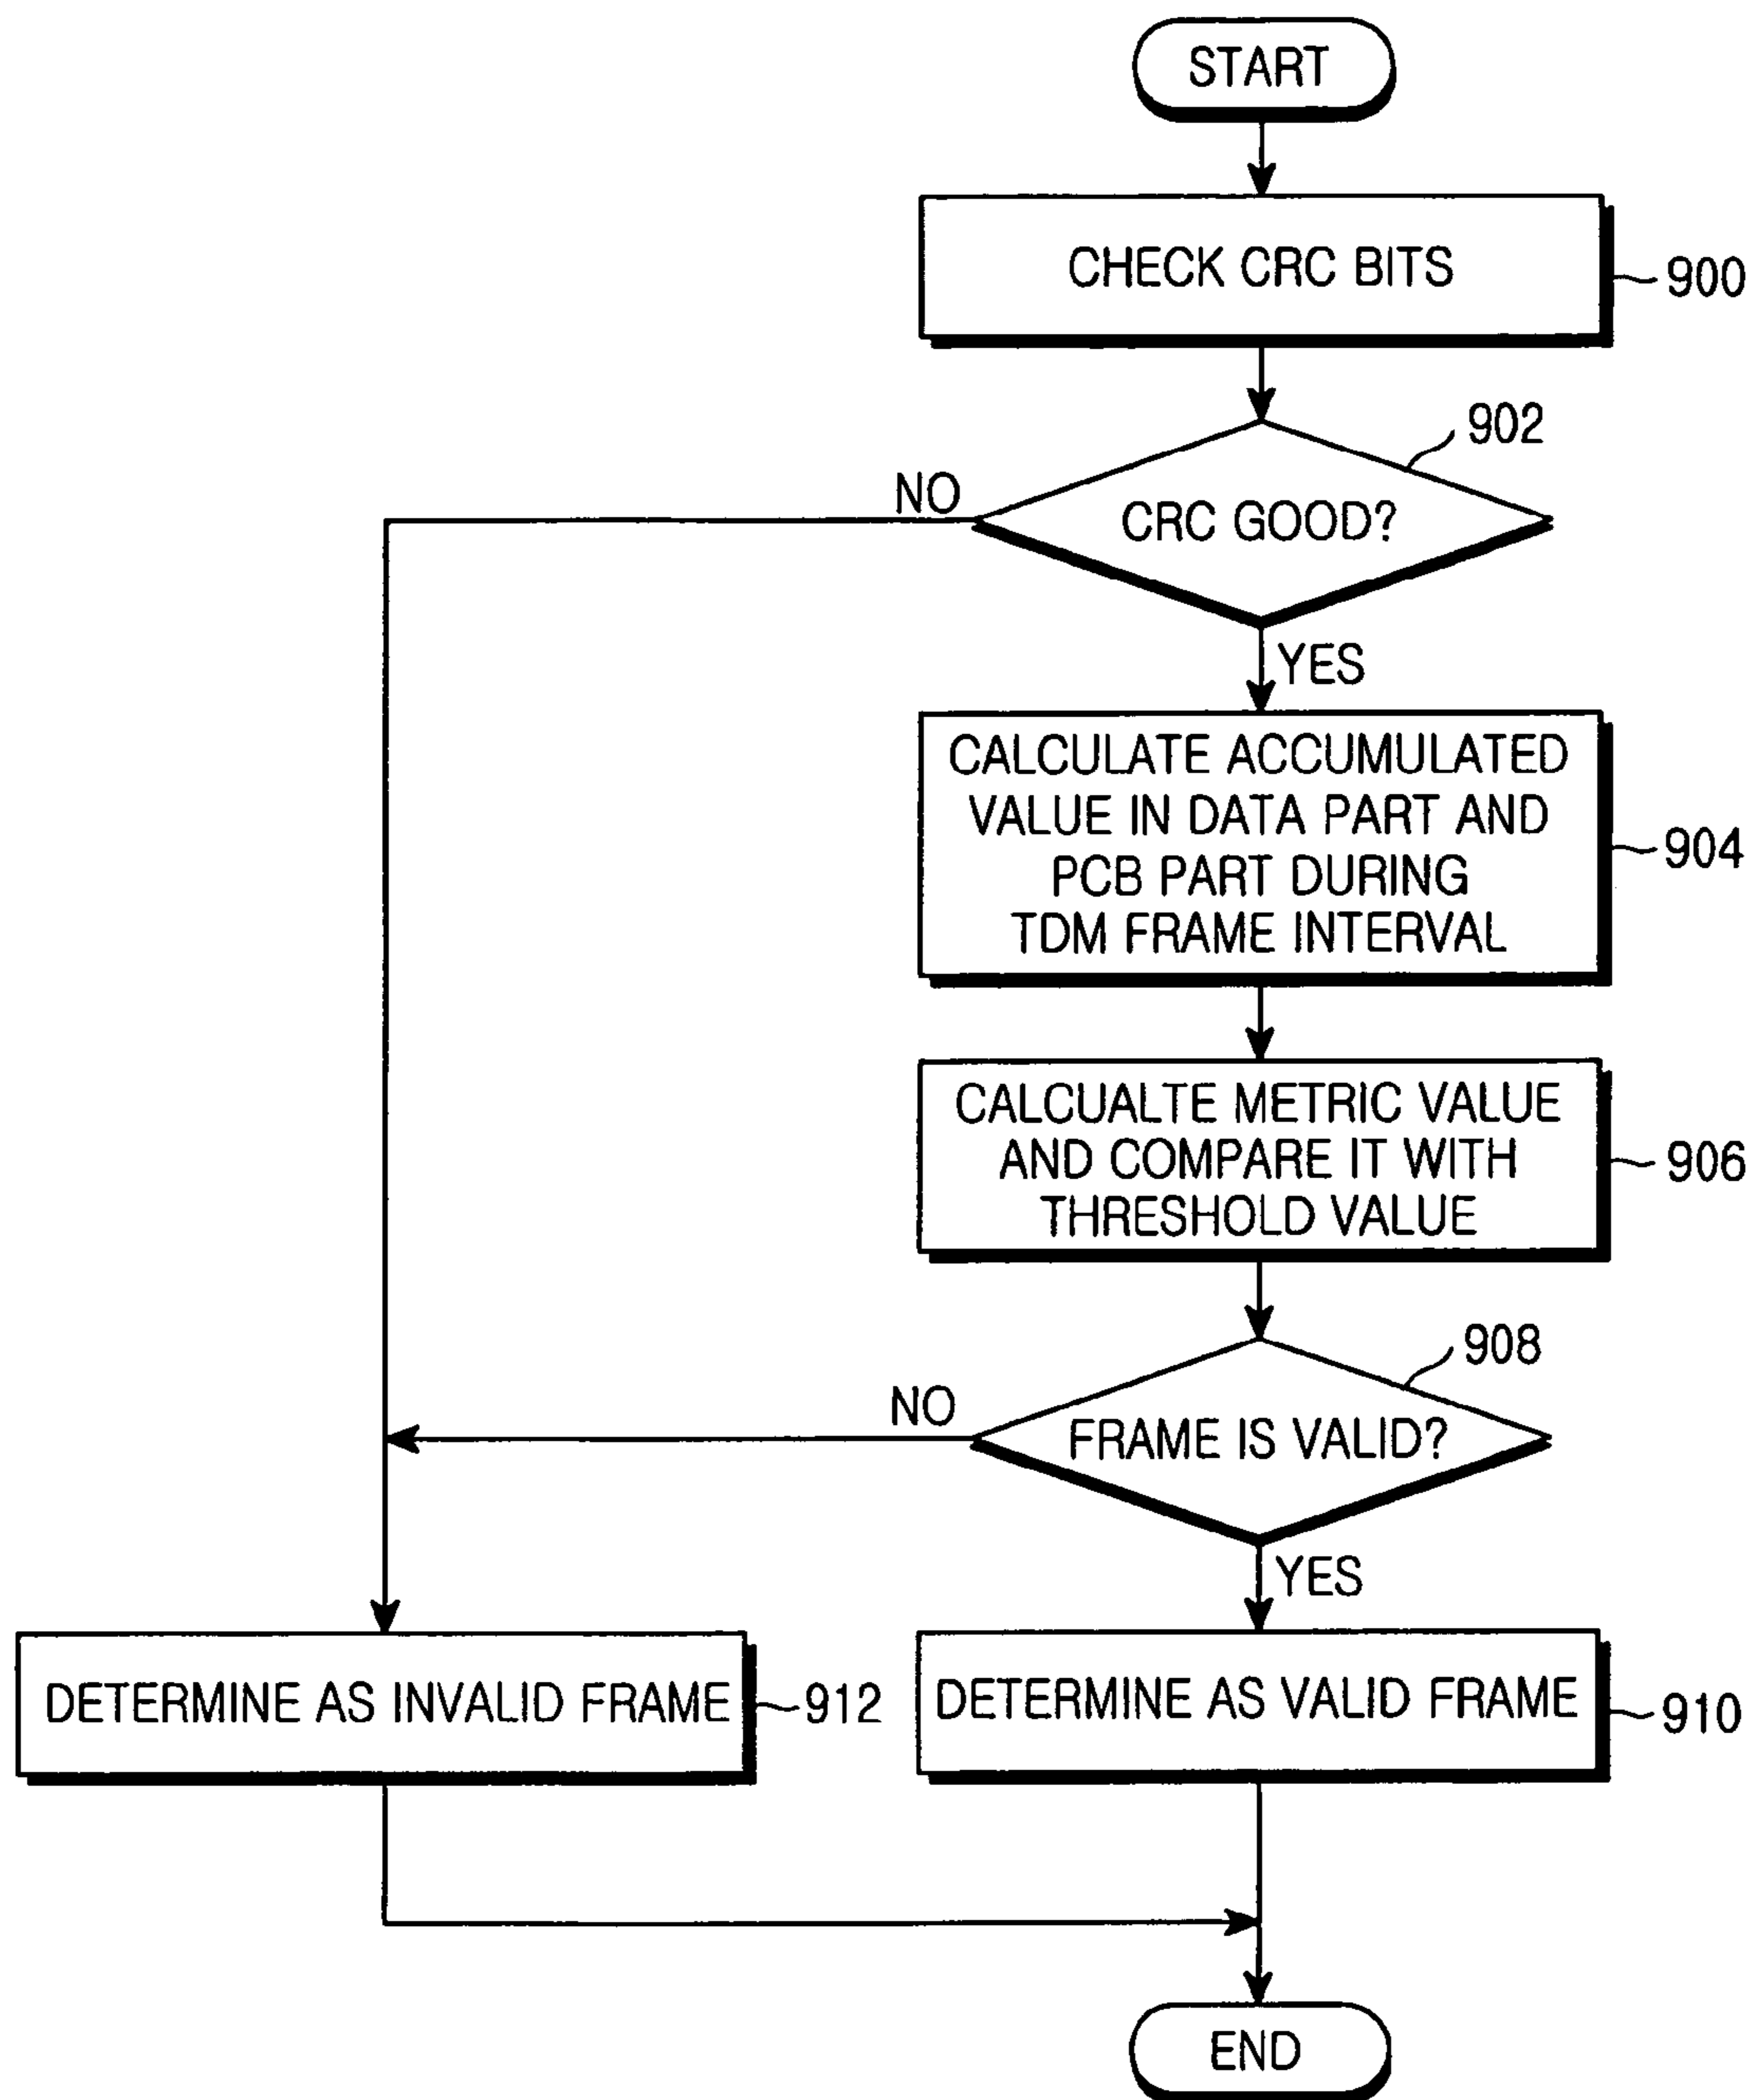 START
CHECK CRC BITS
900
902
NO
CRC GOOD?
YES
CALCULATE ACCUMULATED
VALUE IN DATA PART AND
PCB PART DURING
TDM FRAME INTERVAL
904
CALCUALTE METRIC VALUE
AND COMPARE IT WITH
THRESHOLD VALUE
906
908
NO
FRAME IS VALID?
YES
DETERMINE AS INVALID FRAME
912
DETERMINE AS VALID FRAME
910
END